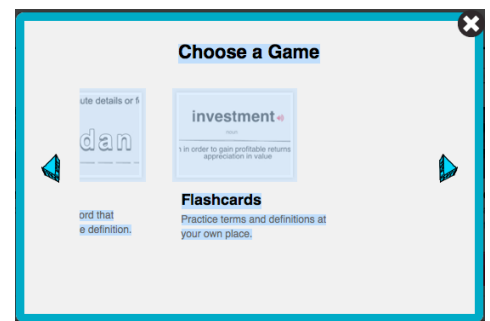 Choose a Game
ute details or f
dan
investment
noun
in order to gain profitable returns
appreciation in value
Flashcards
ord that
e definition.
Practice terms and definitions at
your own place.